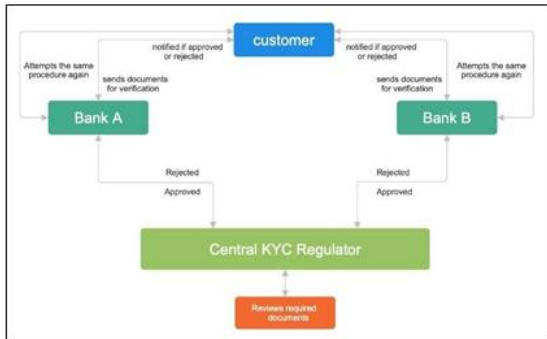 customer
notified if approved
or rejected
notified if approved
or rejected
Attempts the same
procedure again
Attempts the same
procedure again
sends documents
for verification
sends documents
for verification
Bank A
Bank B
Rejected
Approved
Rejected
Approved
Central KYC Regulator
Reviews required
documents